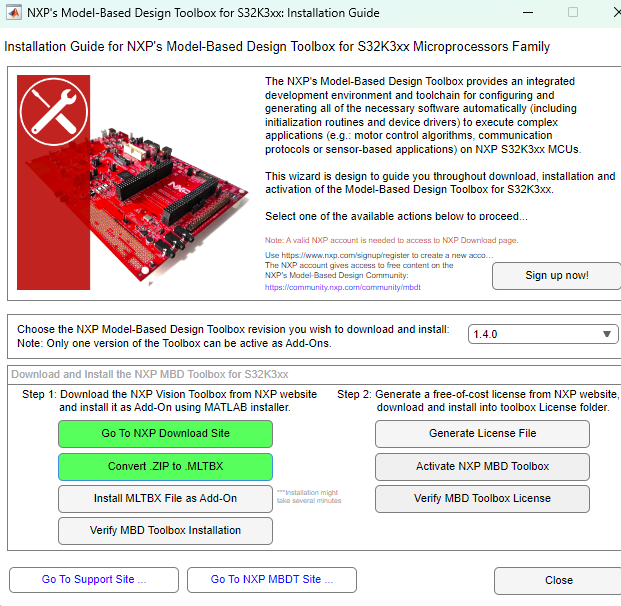 NXP's Model-Based Design Toolbox for S32K3xx: Installation Guide
Installation Guide for NXP's Model-Based Design Toolbox for S32K3xx Microprocessors Family
The NXP's Model-Based Design Toolbox provides an integrated
development environment and toolchain for configuring and
generating all of the necessary software automatically (including
initialization routines and device drivers) to execute complex
applications (e.g.: motor control algorithms, communication
protocols or sensor-based applications) on NXP S32K3xx MCUs.
This wizard is design to guide you throughout download, installation and
activation of the Model-Based Design Toolbox for S32K3xx.
Select one of the available actions below to proceed...
Note: A valid NXP account is needed to access to NXP Download page.
Use https://www.nxp.com/signup/register to create a new acco...
The NXP account gives access to free content on the
NXP's Model-Based Design Community:
https://community.nxp.com/community/mbdt
Sign up now!
NXP
Choose the NXP Model-Based Design Toolbox revision you wish to download and install:
Note: Only one version of the Toolbox can be active as Add-Ons.
1.4.0
Download and Install the NXP MBD Toolbox for S32K3xx
Step 1: Download the NXP Vision Toolbox from NXP website
and install it as Add-On using MATLAB installer.
Go To NXP Download Site
Convert .ZIP to .MLTBX
Install MLTBX File as Add-On
***Installation might
take several minutes
Verify MBD Toolbox Installation
Step 2: Generate a free-of-cost license from NXP website,
download and install into toolbox License folder.
Generate License File
Activate NXP MBD Toolbox
Verify MBD Toolbox License
Go To Support Site ...
Go To NXP MBDT Site ...
Close